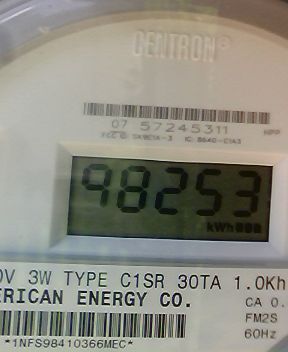 CENTRON®
07 57245311
98253
kWh
0V 3W TYPE C1SR 30TA 1.0Kh
ERICAN ENERGY CO.
CA 0.
FM2S
60Hz
*1NFS98410366MEC*